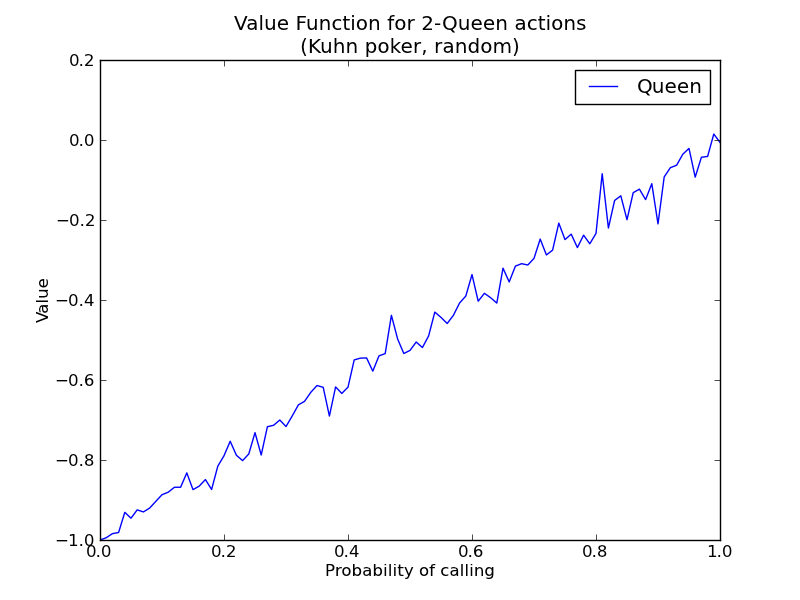 Value Function for 2-Queen actions
(Kuhn poker, random)
Queen
0.2
0.0
−0.2
−0.4
−0.6
−0.8
−1.0
Value
0.0 0.2 0.4 0.6 0.8 1.0
Probability of calling